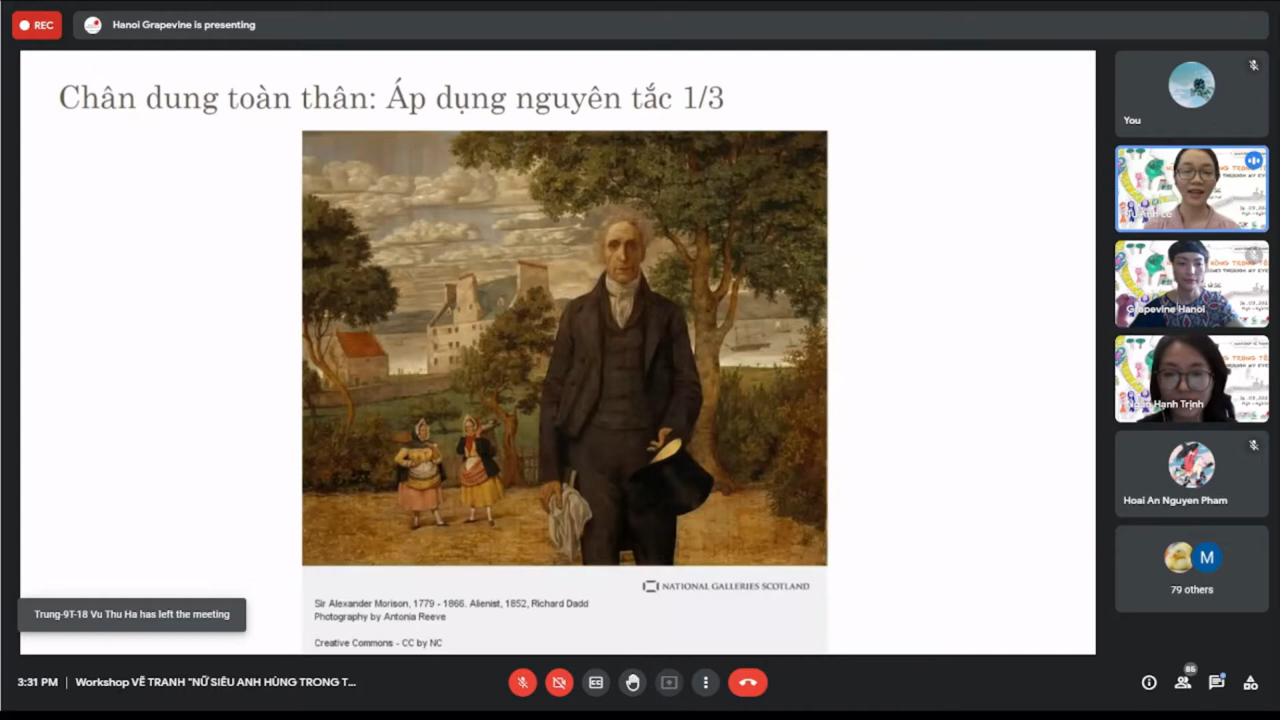 REC
Hanoi Grapevine is presenting
Chân dung toàn thân: Áp dụng nguyên tắc 1/3
NATIONAL GALLERIES SCOTLAND
Sir Alexander Morison, 1779 - 1866. Alienist, 1852, Richard Dadd
Photography by Antonia Reeve
Creative Commons - CC by NC
Trung-9T-18 Vu Thu Ha has left the meeting
You
Grapevine Hanoi
Hạnh Trịnh
Hoai An Nguyen Pham
M
79 others
3:31 PM | Workshop VẼ TRANH "NỮ SIÊU ANH HÙNG TRONG T...
86